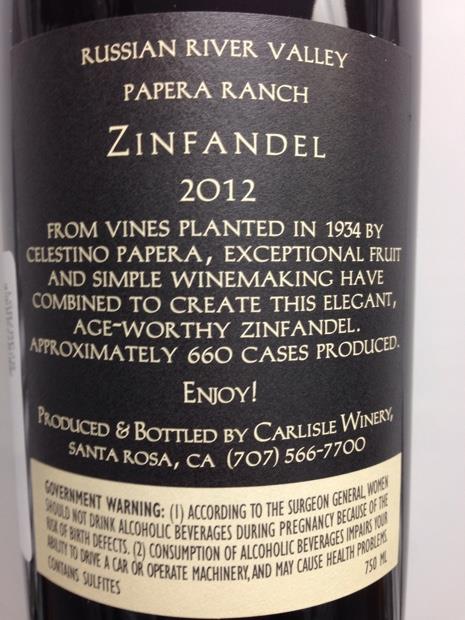 RUSSIAN RIVER VALLEY
PAPERA RANCH
ZINFANDEL
2012
FROM VINES PLANTED IN 1934 BY
CELESTINO PAPERA, EXCEPTIONAL FRUIT
AND SIMPLE WINEMAKING HAVE
COMBINED TO CREATE THIS ELEGANT,
AGE-WORTHY ZINFANDEL.
APPROXIMATELY 660 CASES PRODUCED.
ENJOY!
PRODUCED & BOTTLED BY CARLISLE WINERY,
SANTA ROSA, CA (707) 566-7700
GOVERNMENT WARNING: (1) ACCORDING TO THE SURGEON GENERAL, WOMEN
SHOULD NOT DRINK ALCOHOLIC BEVERAGES DURING PREGNANCY BECAUSE OF THE
RISK OF BIRTH DEFECTS. (2) CONSUMPTION OF ALCOHOLIC BEVERAGES IMPAIRS YOUR
ABILITY TO DRIVE A CAR OR OPERATE MACHINERY, AND MAY CAUSE HEALTH PROBLEMS.
CONTAINS SULFITES 750 ML